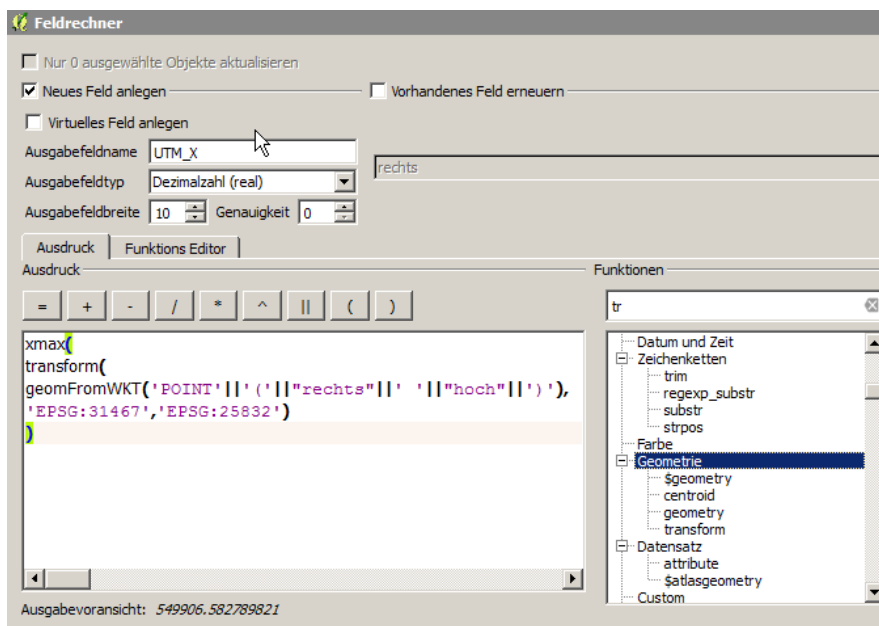 Feldrechner
Nur 0 ausgewählte Objekte aktualisieren
Neues Feld anlegen
Vorhandenes Feld erneuern
Virtuelles Feld anlegen
Ausgabefeldname UTM_X
rechts
Ausgabefeldtyp Dezimalzahl (real)
Ausgabefeldbreite 10 Genauigkeit 0
Ausdruck Funktions Editor
Ausdruck
Funktionen
= + - / * ^ || ( )
tr
xmax(
transform(
geomFromWKT('POINT'||'('||"rechts"||' '||"hoch"||')'),
'EPSG:31467','EPSG:25832')
)
Datum und Zeit
Zeichenketten
trim
regexp_substr
substr
strpos
Farbe
Geometrie
$geometry
centroid
geometry
transform
Datensatz
attribute
$atlasgeometry
Custom
Ausgabevoransicht: 549906.582789821